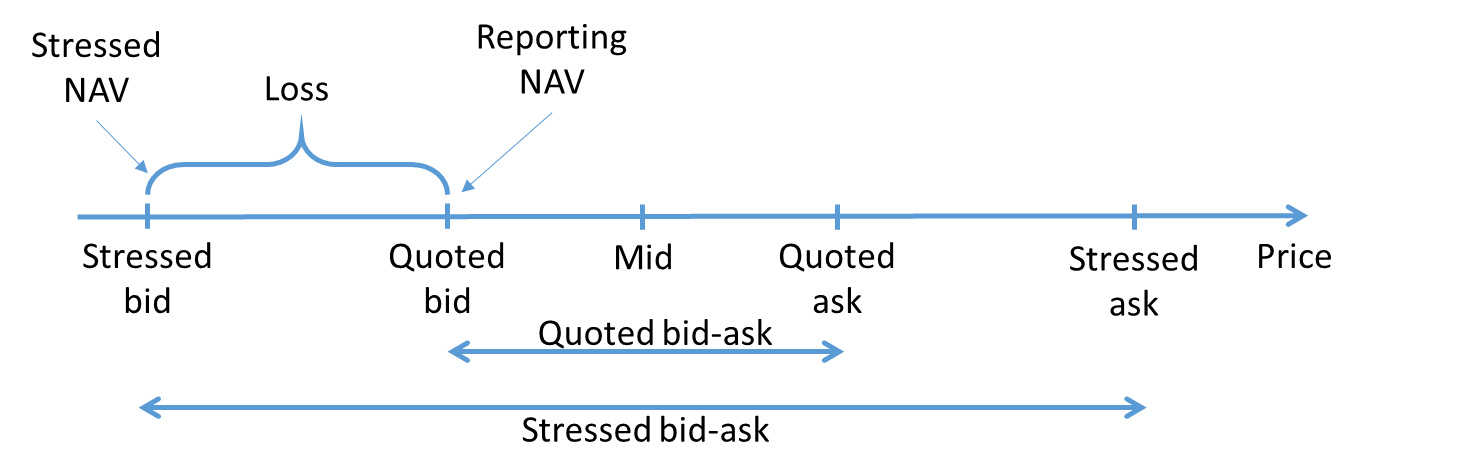 Stressed
NAV
Loss
Reporting
NAV
Stressed
bid
Quoted
bid
Mid
Quoted
ask
Stressed
ask
Price
Quoted bid-ask
Stressed bid-ask